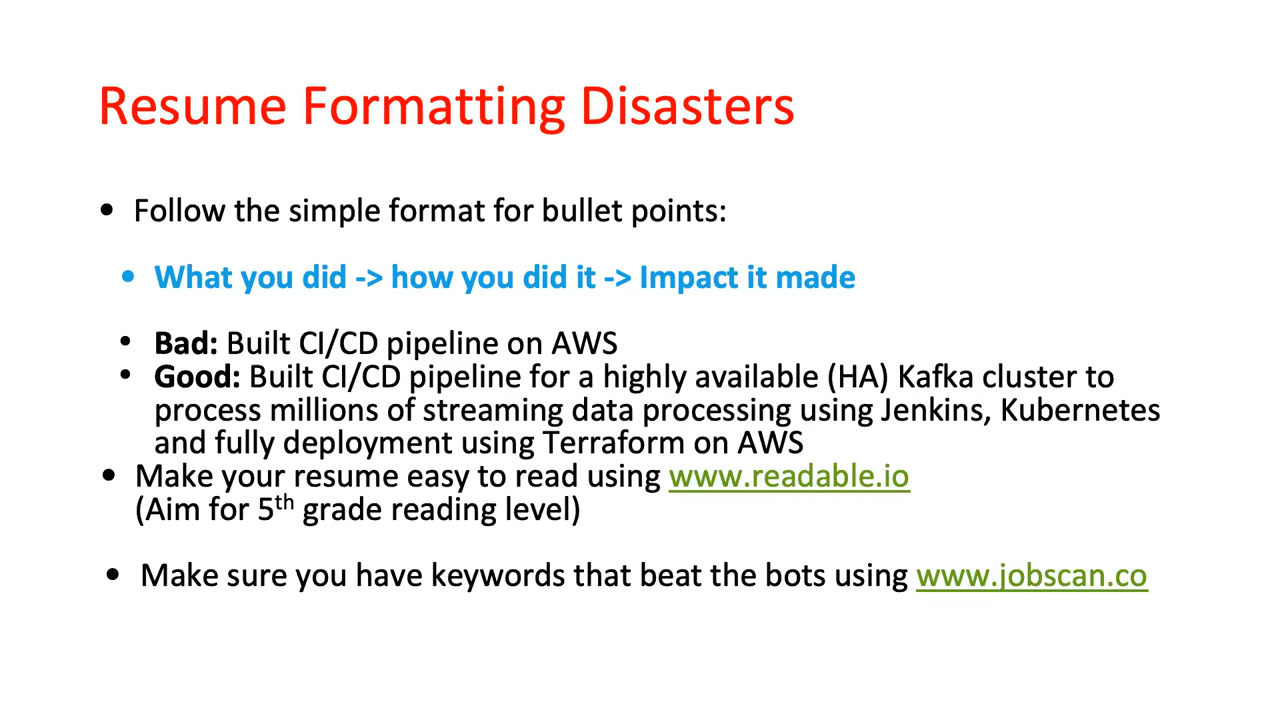 Resume Formatting Disasters
• Follow the simple format for bullet points:
• What you did -> how you did it -> Impact it made
• Bad: Built CI/CD pipeline on AWS
• Good: Built CI/CD pipeline for a highly available (HA) Kafka cluster to
process millions of streaming data processing using Jenkins, Kubernetes
and fully deployment using Terraform on AWS
• Make your resume easy to read using www.readable.io
(Aim for 5th grade reading level)
• Make sure you have keywords that beat the bots using www.jobscan.co